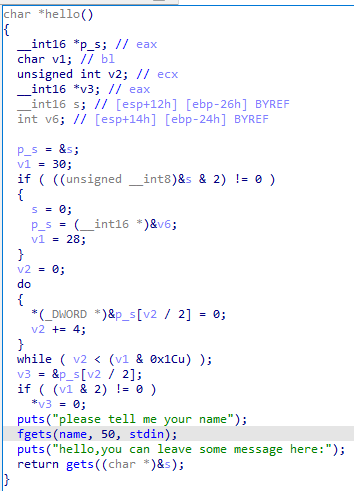 char *hello()
{
__int16 *p_s; // eax
char v1; // bl
unsigned int v2; // ecx
__int16 *v3; // eax
__int16 s; // [esp+12h] [ebp-26h] BYREF
int v6; // [esp+14h] [ebp-24h] BYREF
p_s = &s;
v1 = 30;
if ( ((unsigned __int8)&s & 2) != 0 )
{
s = 0;
p_s = (__int16 *)&v6;
v1 = 28;
}
v2 = 0;
do
{
*(_DWORD *)&p_s[v2 / 2] = 0;
v2 += 4;
}
while ( v2 < (v1 & 0x1Cu) );
v3 = &p_s[v2 / 2];
if ( (v1 & 2) != 0 )
*v3 = 0;
puts("please tell me your name");
fgets(name, 50, stdin);
puts("hello,you can leave some message here:");
return gets((char *)&s);
}